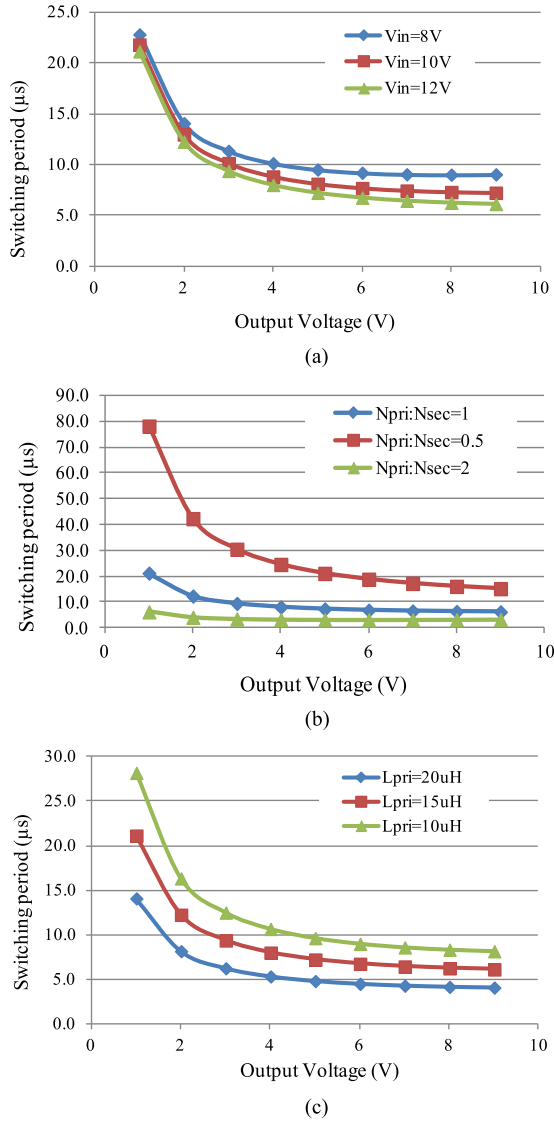 25.0
20.0
15.0
10.0
5.0
0.0
Switching period (µs)
Vin=8V
Vin=10V
Vin=12V
0 2 4 6 8 10
Output Voltage (V)
(a)
90.0
80.0
70.0
60.0
50.0
40.0
30.0
20.0
10.0
0.0
Switching period (µs)
Npri:Nsec=1
Npri:Nsec=0.5
Npri:Nsec=2
0 2 4 6 8 10
Output Voltage (V)
(b)
30.0
25.0
20.0
15.0
10.0
5.0
0.0
Switching period (µs)
Lpri=20uH
Lpri=15uH
Lpri=10uH
0 2 4 6 8 10
Output Voltage (V)
(c)